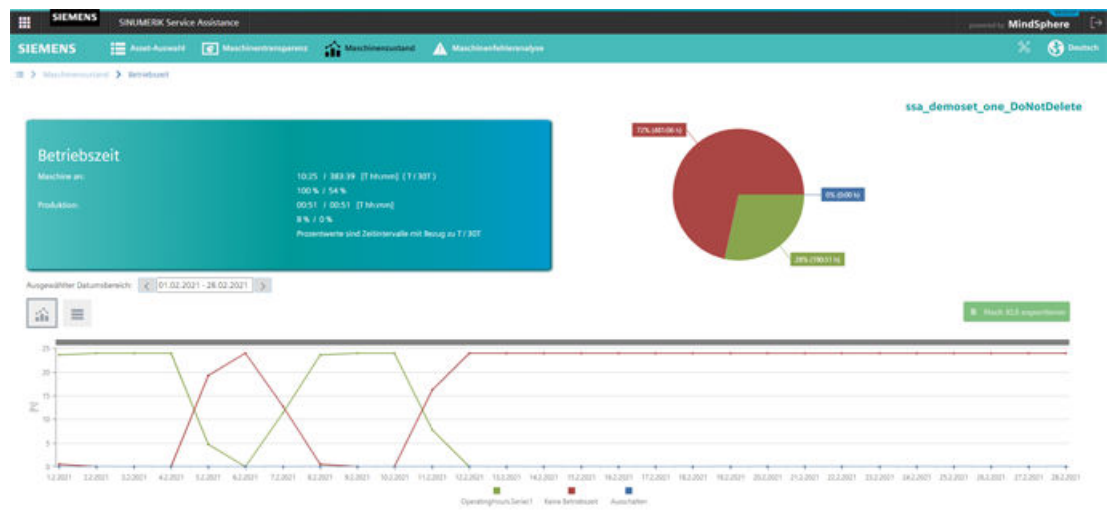 SIEMENS SINUMERIK Service Assistance powered by MindSphere
SIEMENS Asset-Auswahl Maschinentransparenz Maschinenzustand Maschinenfehleranalyse Deutsch
Maschinenzustand Betriebszeit
ssa_demoset_one_DoNotDelete
Betriebszeit
Maschine an: 10:25 / 383:39 [T hh:mm] (T/30T)
100 % / 54 %
Produktion: 00:51 / 00:51 [T hh:mm]
8 % / 0 %
Prozentwerte sind Zeitintervalle mit Bezug zu T / 30T
72% (481:06 h)
0% (0:00 h)
28% (190:51 h)
Ausgewählter Datumsbereich: 01.02.2021 - 28.02.2021
Nach XLS exportieren
25
20
15
10
5
0
[h]
1.2.2021 2.2.2021 3.2.2021 4.2.2021 5.2.2021 6.2.2021 7.2.2021 8.2.2021 9.2.2021 10.2.2021 11.2.2021 12.2.2021 13.2.2021 14.2.2021 15.2.2021 16.2.2021 17.2.2021 18.2.2021 19.2.2021 20.2.2021 21.2.2021 22.2.2021 23.2.2021 24.2.2021 25.2.2021 26.2.2021 27.2.2021 28.2.2021
OperatingHours.Series1 Keine Betriebszeit Ausschalten